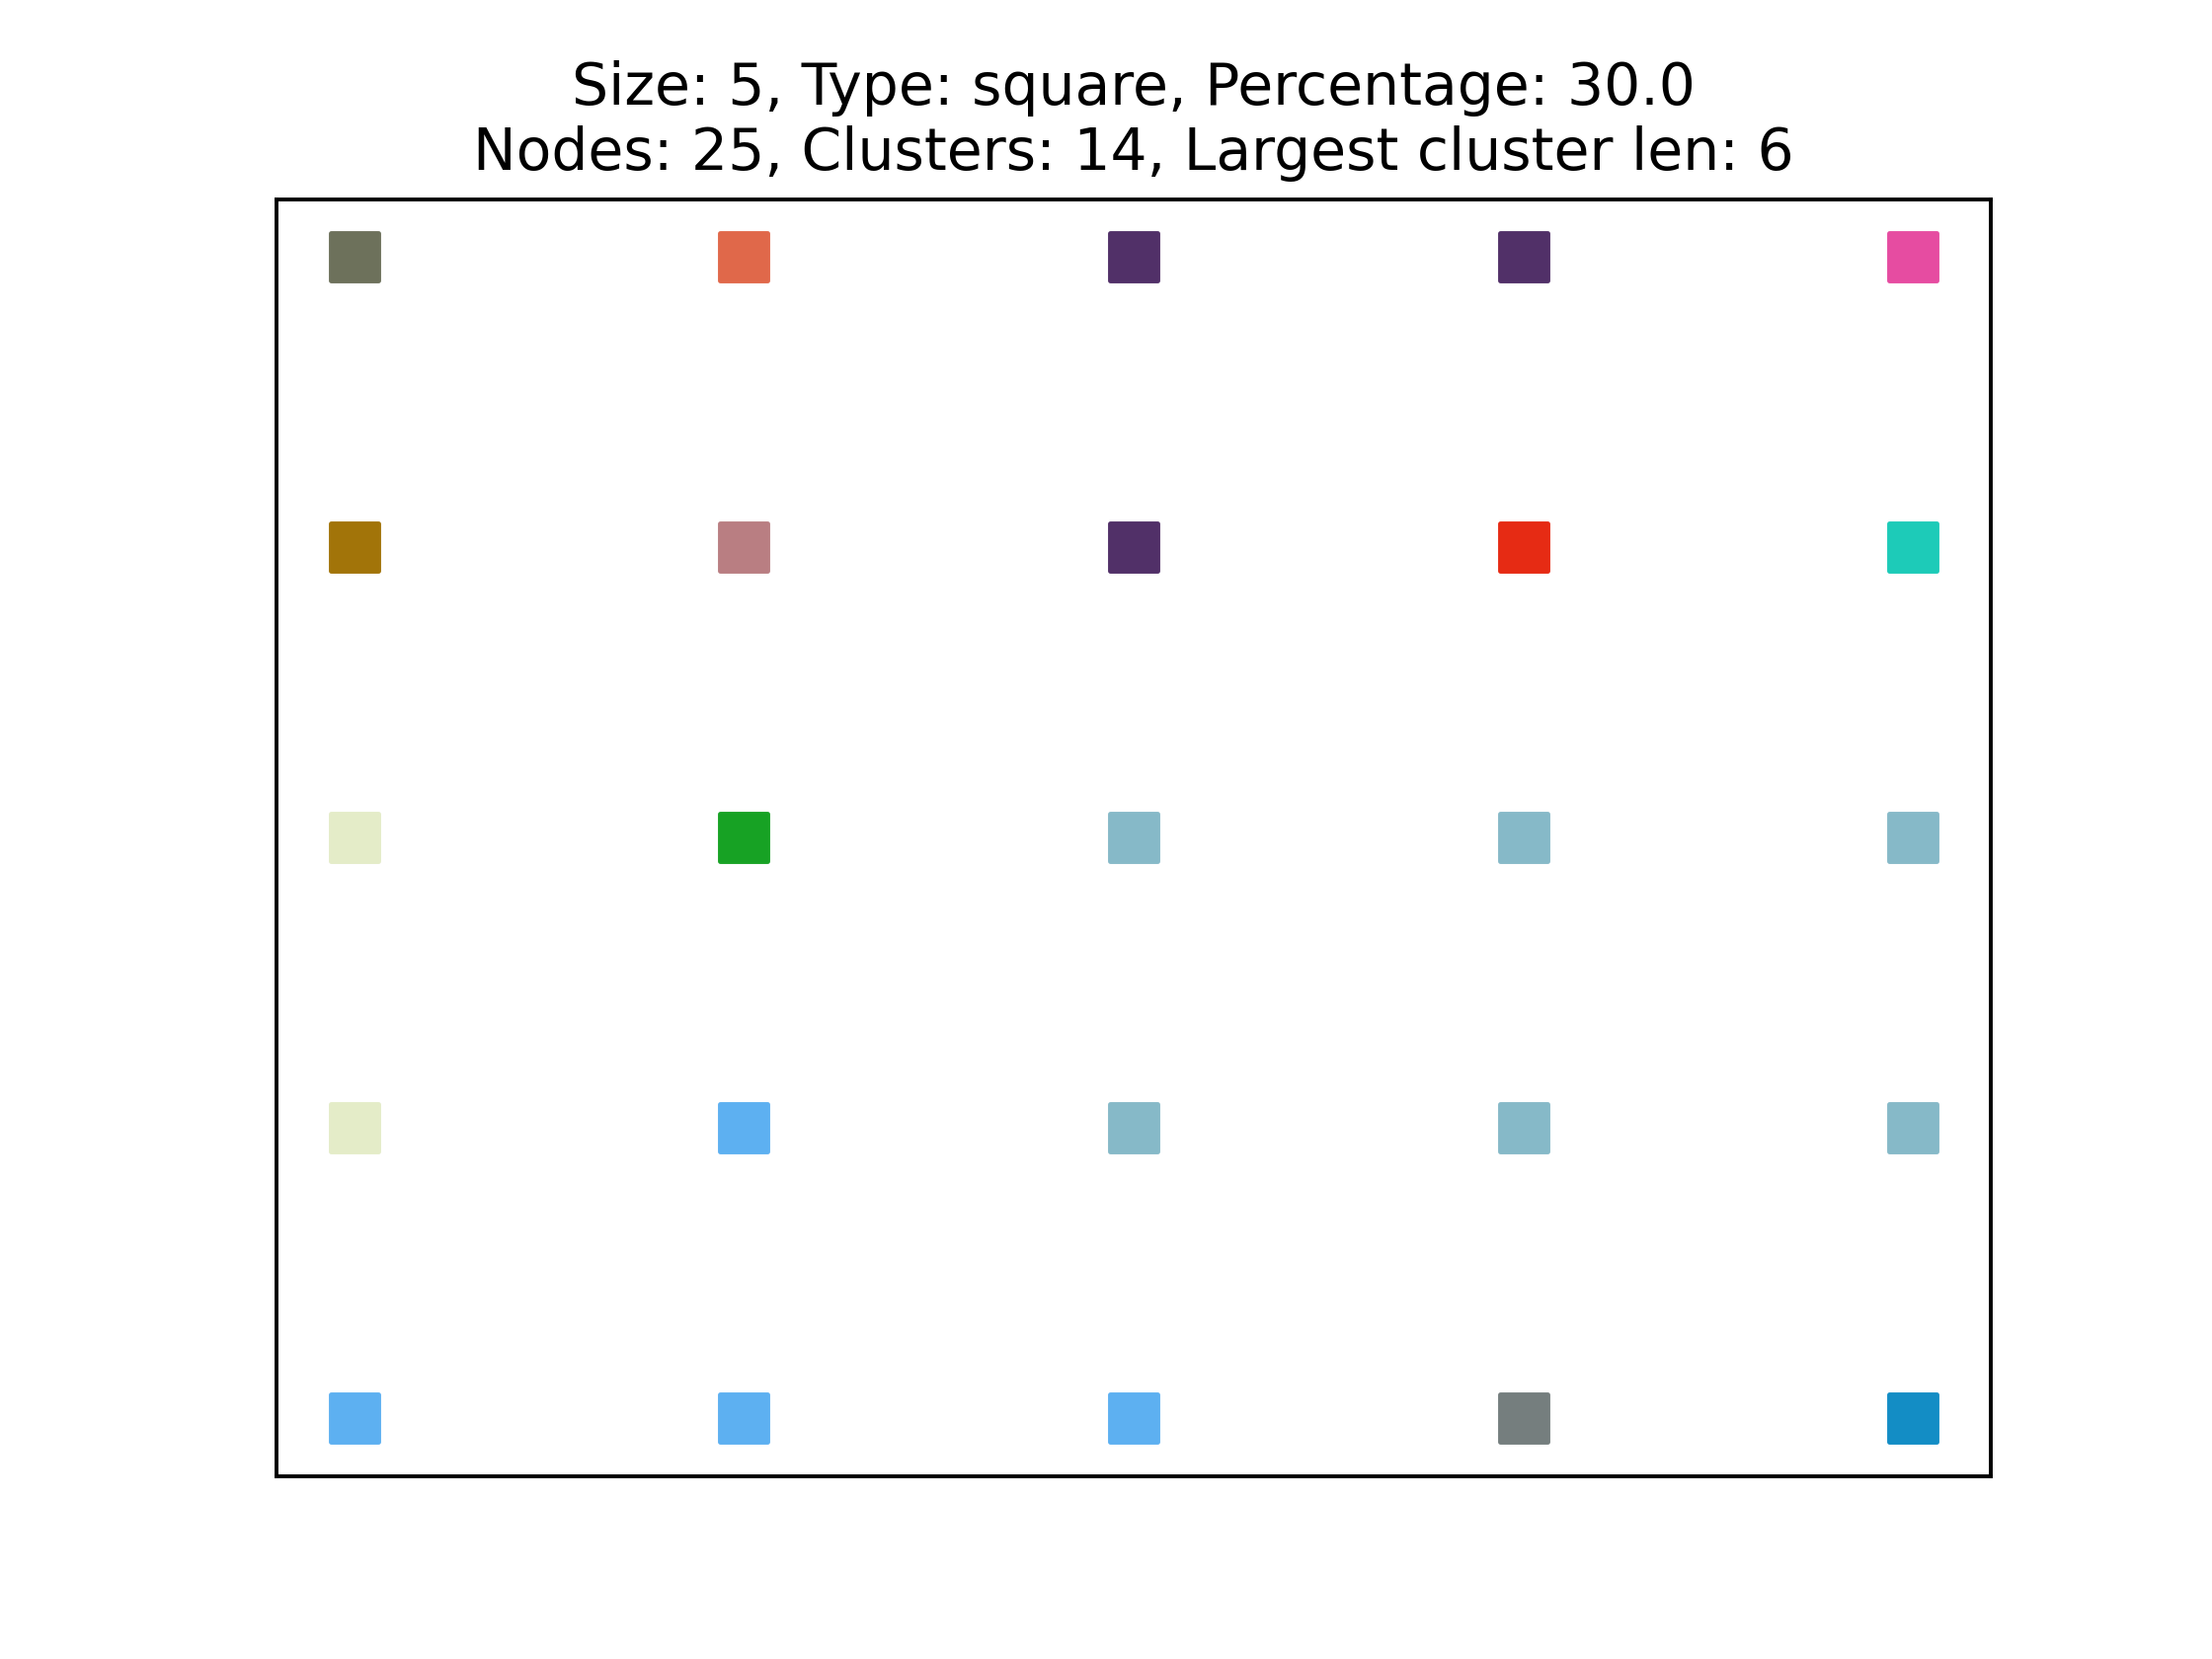 Size: 5, Type: square, Percentage: 30.0
Nodes: 25, Clusters: 14, Largest cluster len: 6